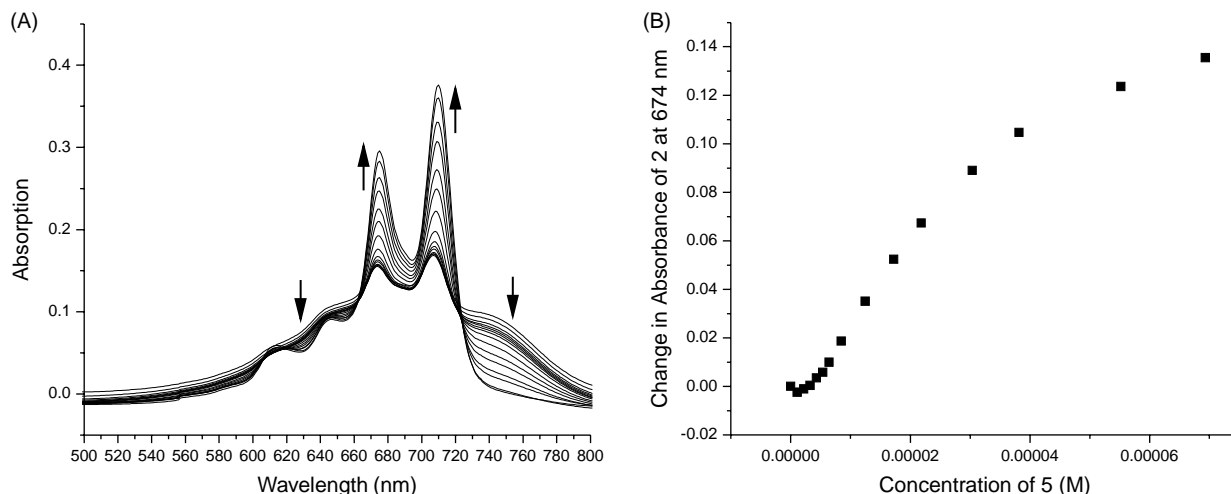 (A)
0.4
0.3
0.2
0.1
0.0
Absorption
500 520 540 560 580 600 620 640 660 680 700 720 740 760 780 800
Wavelength (nm)
(B)
0.14
0.12
0.10
0.08
0.06
0.04
0.02
0.00
-0.02
Change in Absorbance of 2 at 674 nm
0.00000 0.00002 0.00004 0.00006
Concentration of 5 (M)